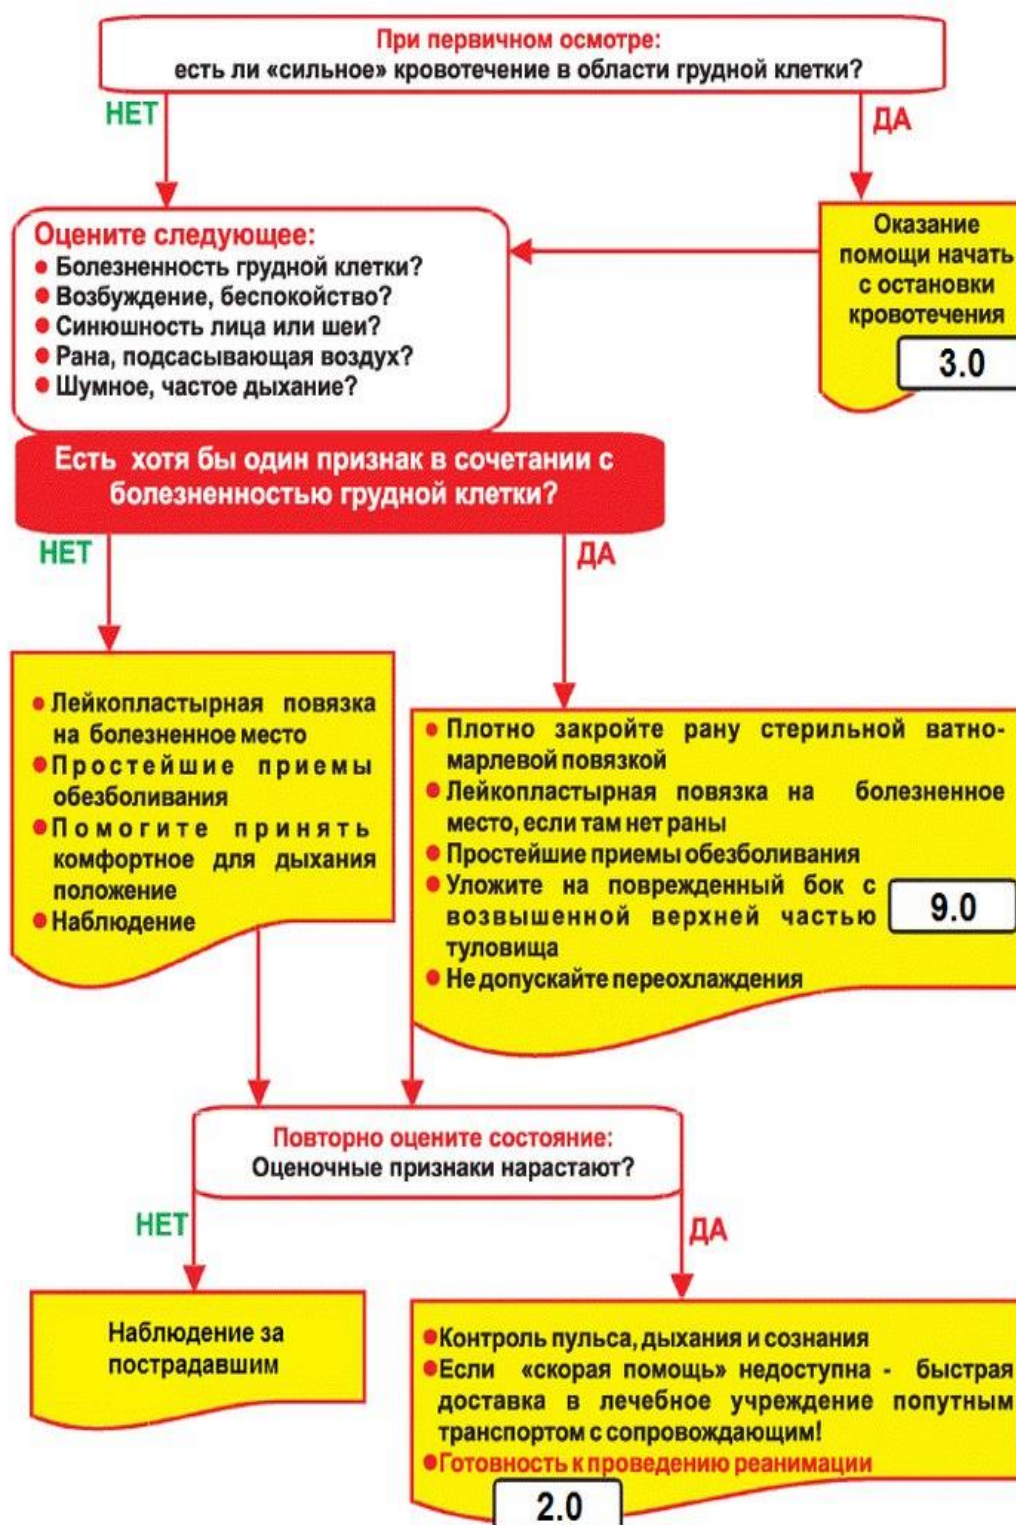 При первичном осмотре:
есть ли «сильное» кровотечение в области грудной клетки?
НЕТ
ДА
Оцените следующее:
• Болезненность грудной клетки?
• Возбуждение, беспокойство?
• Синюшность лица или шеи?
• Рана, подсасывающая воздух?
• Шумное, частое дыхание?
Оказание
помощи начать
с остановки
кровотечения
3.0
Есть хотя бы один признак в сочетании с
болезненностью грудной клетки?
НЕТ
ДА
• Лейкопластырная повязка
на болезненное место
• Простейшие приемы
обезболивания
• Помогите принять
комфортное для дыхания
положение
• Наблюдение
• Плотно закройте рану стерильной ватно-
марлевой повязкой
• Лейкопластырная повязка на болезненное
место, если там нет раны
• Простейшие приемы обезболивания
• Уложите на поврежденный бок с
возвышенной верхней частью
туловища
• Не допускайте переохлаждения
9.0
Повторно оцените состояние:
Оценочные признаки нарастают?
НЕТ
ДА
Наблюдение за
пострадавшим
• Контроль пульса, дыхания и сознания
• Если «скорая помощь» недоступна - быстрая
доставка в лечебное учреждение попутным
транспортом с сопровождающим!
• Готовность к проведению реанимации
2.0